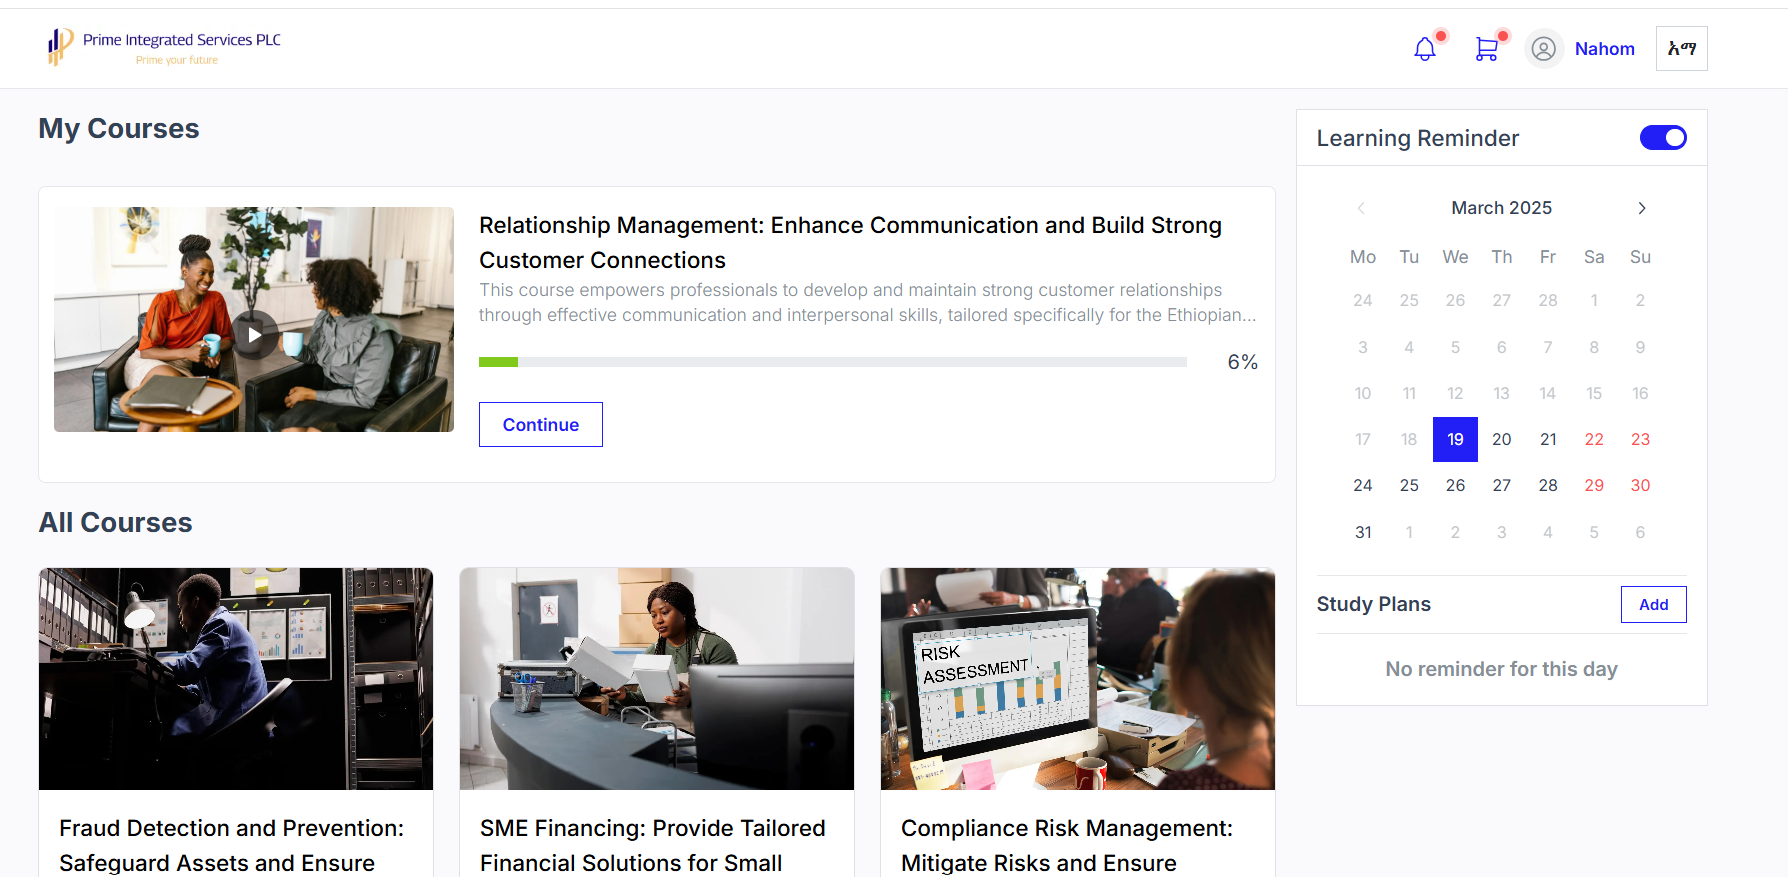 Prime Integrated Services PLC
Prime your future
Nahom
አማ
My Courses
Relationship Management: Enhance Communication and Build Strong
Customer Connections
This course empowers professionals to develop and maintain strong customer relationships
through effective communication and interpersonal skills, tailored specifically for the Ethiopian...
6%
Continue
All Courses
RISK
ASSESSMENT
Fraud Detection and Prevention:
Safeguard Assets and Ensure
SME Financing: Provide Tailored
Financial Solutions for Small
Compliance Risk Management:
Mitigate Risks and Ensure
Learning Reminder
March 2025
Mo Tu We Th Fr Sa Su
24 25 26 27 28 1 2
3 4 5 6 7 8 9
10 11 12 13 14 15 16
17 18 19 20 21 22 23
24 25 26 27 28 29 30
31 1 2 3 4 5 6
Study Plans
Add
No reminder for this day